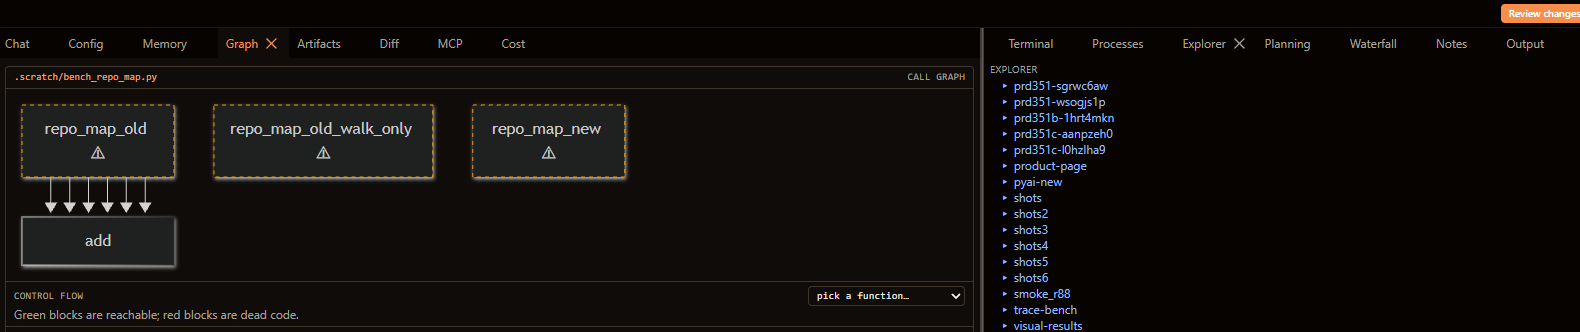 Review changes
Chat Config Memory Graph Artifacts Diff MCP Cost
.scratch/bench_repo_map.py CALL GRAPH
repo_map_old repo_map_old_walk_only repo_map_new
add
CONTROL FLOW pick a function…
Green blocks are reachable; red blocks are dead code.
Terminal Processes Explorer Planning Waterfall Notes Output
EXPLORER
prd351-sgrwc6aw
prd351-wsogjs1p
prd351b-1hrt4mkn
prd351c-aanpzeh0
prd351c-l0hzlha9
product-page
pyai-new
shots
shots2
shots3
shots4
shots5
shots6
smoke_r88
trace-bench
visual-results